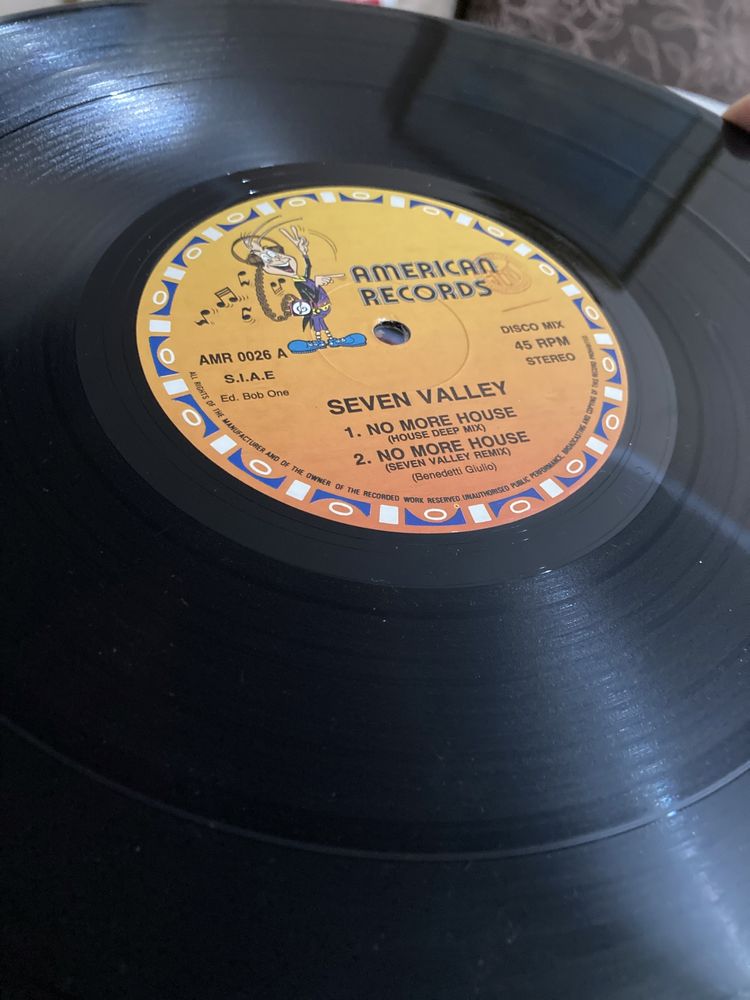 AMERICAN
RECORDS
AMR 0026 A
S.I.A.E
Ed. Bob One
DISCO MIX
45 RPM
STEREO
SEVEN VALLEY
1. NO MORE HOUSE
(HOUSE DEEP MIX)
2. NO MORE HOUSE
(SEVEN VALLEY REMIX)
(Benedetti Giulio)
ALL RIGHTS OF THE MANUFACTURER AND OF THE OWNER OF THE RECORDED WORK RESERVED. UNAUTHORISED PUBLIC PERFORMANCE, BROADCASTING AND COPYING OF THIS RECORD PROHIBITED